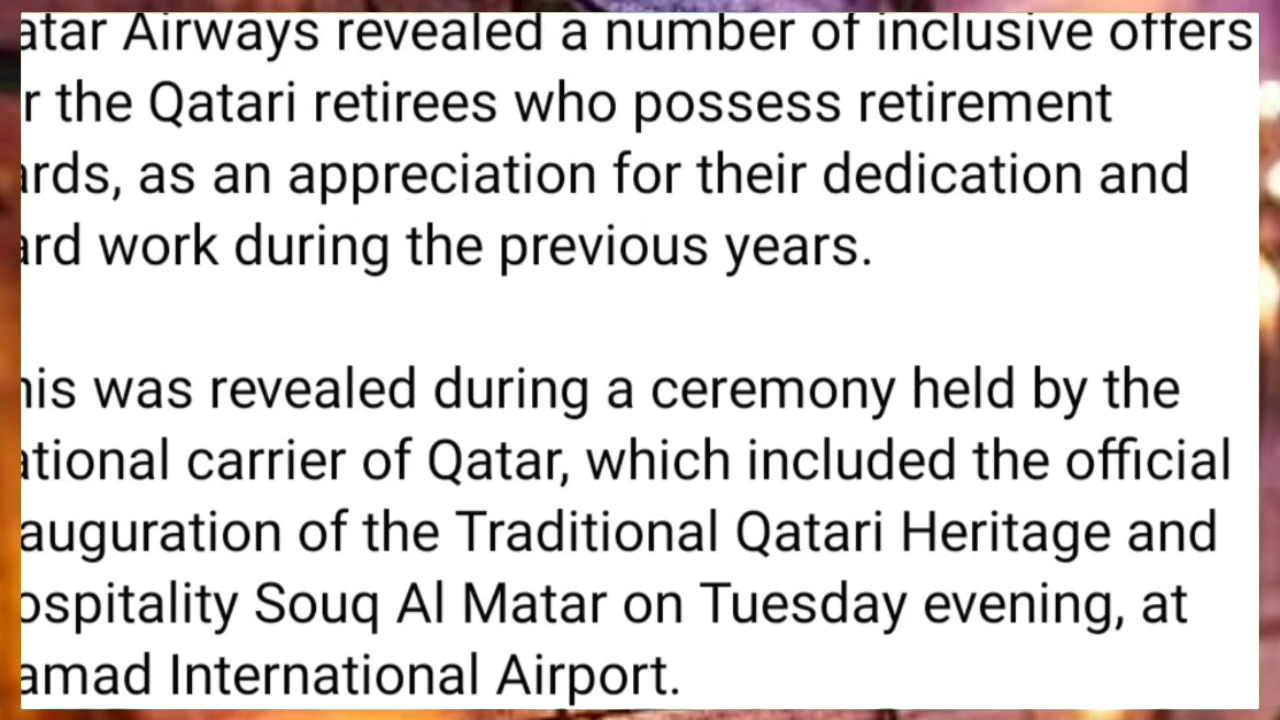 atar Airways revealed a number of inclusive offers
r the Qatari retirees who possess retirement
ards, as an appreciation for their dedication and
ard work during the previous years.
his was revealed during a ceremony held by the
ational carrier of Qatar, which included the official
auguration of the Traditional Qatari Heritage and
ospitality Souq Al Matar on Tuesday evening, at
amad International Airport.